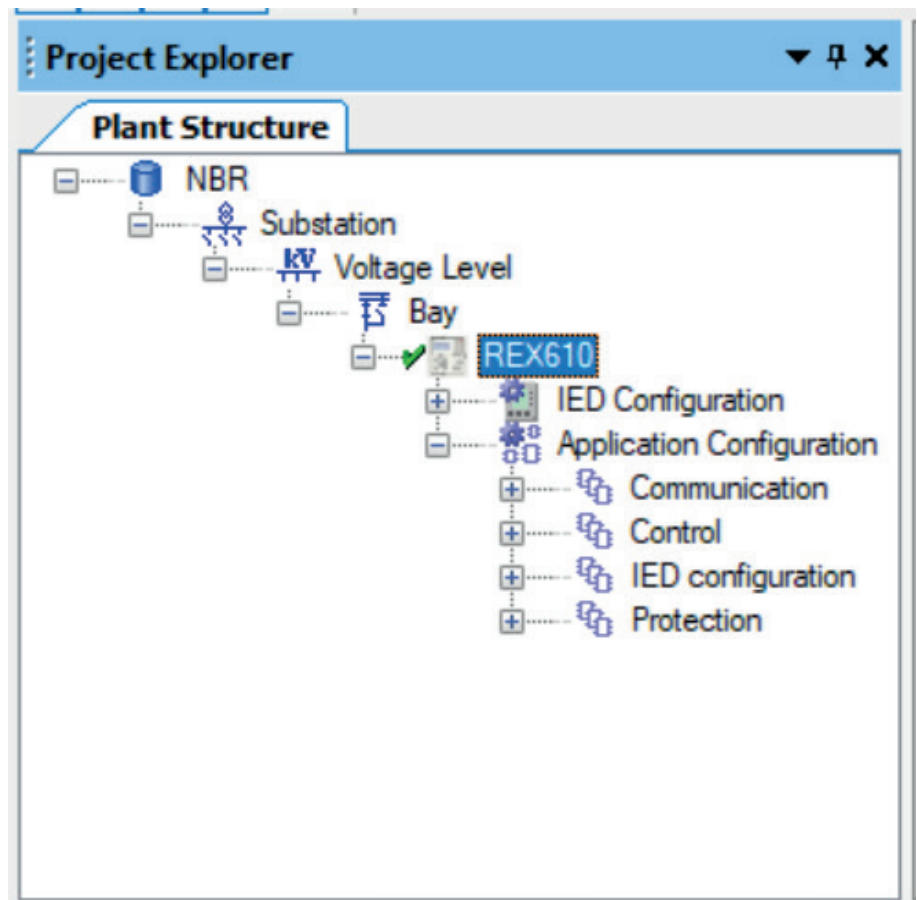 Project Explorer
Plant Structure
NBR
Substation
kV Voltage Level
Bay
REX610
IED Configuration
Application Configuration
Communication
Control
IED configuration
Protection